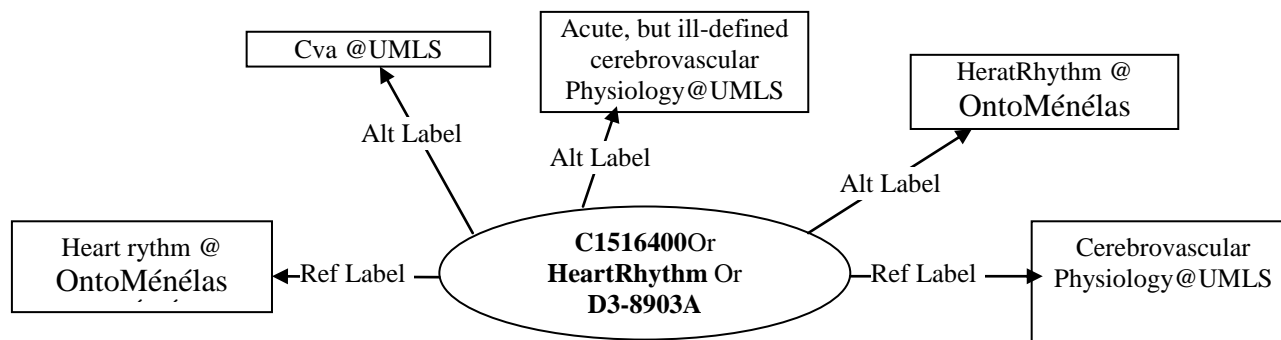 Cva @UMLS
Acute, but ill-defined
cerebrovascular
Physiology@UMLS
HeratRhythm @
OntoMénélas
Alt Label
Alt Label
Alt Label
Heart rythm @
OntoMénélas
Ref Label
C1516400Or
HeartRhythm Or
D3-8903A
Ref Label
Cerebrovascular
Physiology@UMLS